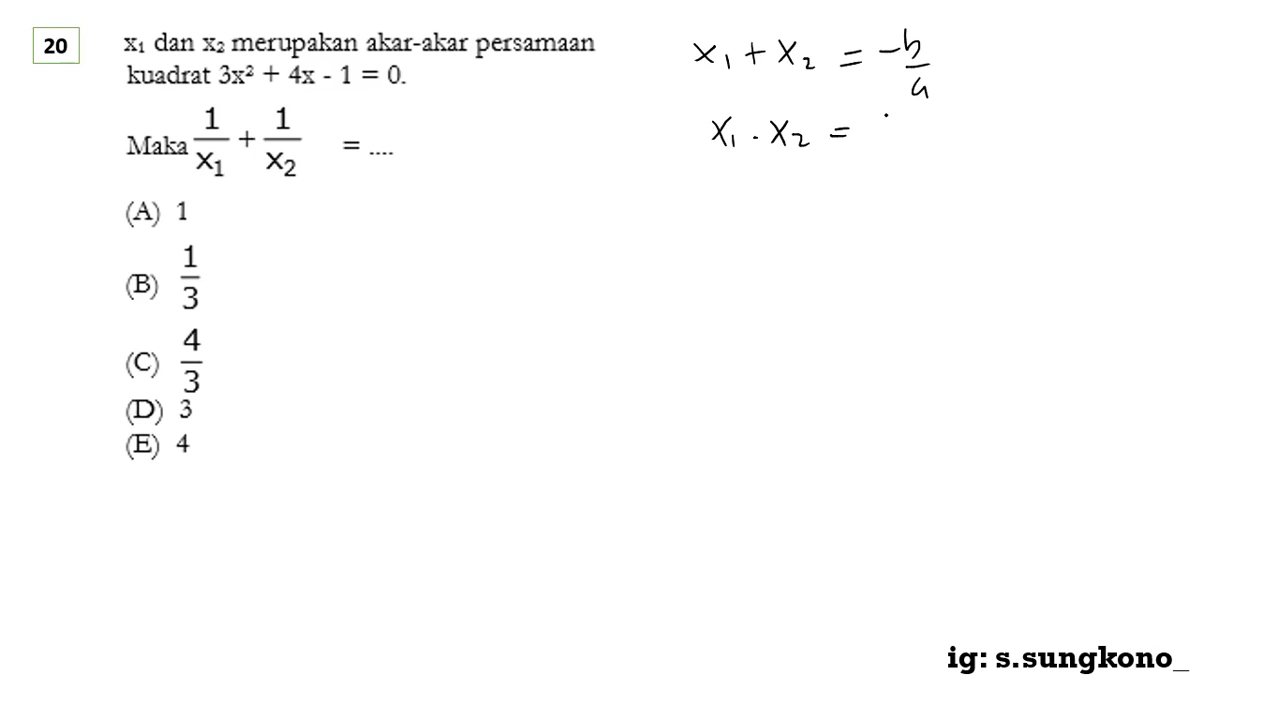 20
x₁ dan x₂ merupakan akar-akar persamaan
kuadrat 3x² + 4x - 1 = 0.
Maka 1/x₁ + 1/x₂ = ....
(A) 1
(B) 1/3
(C) 4/3
(D) 3
(E) 4
x₁ + x₂ = -b/a
x₁ . x₂ =
ig: s.sungkono_